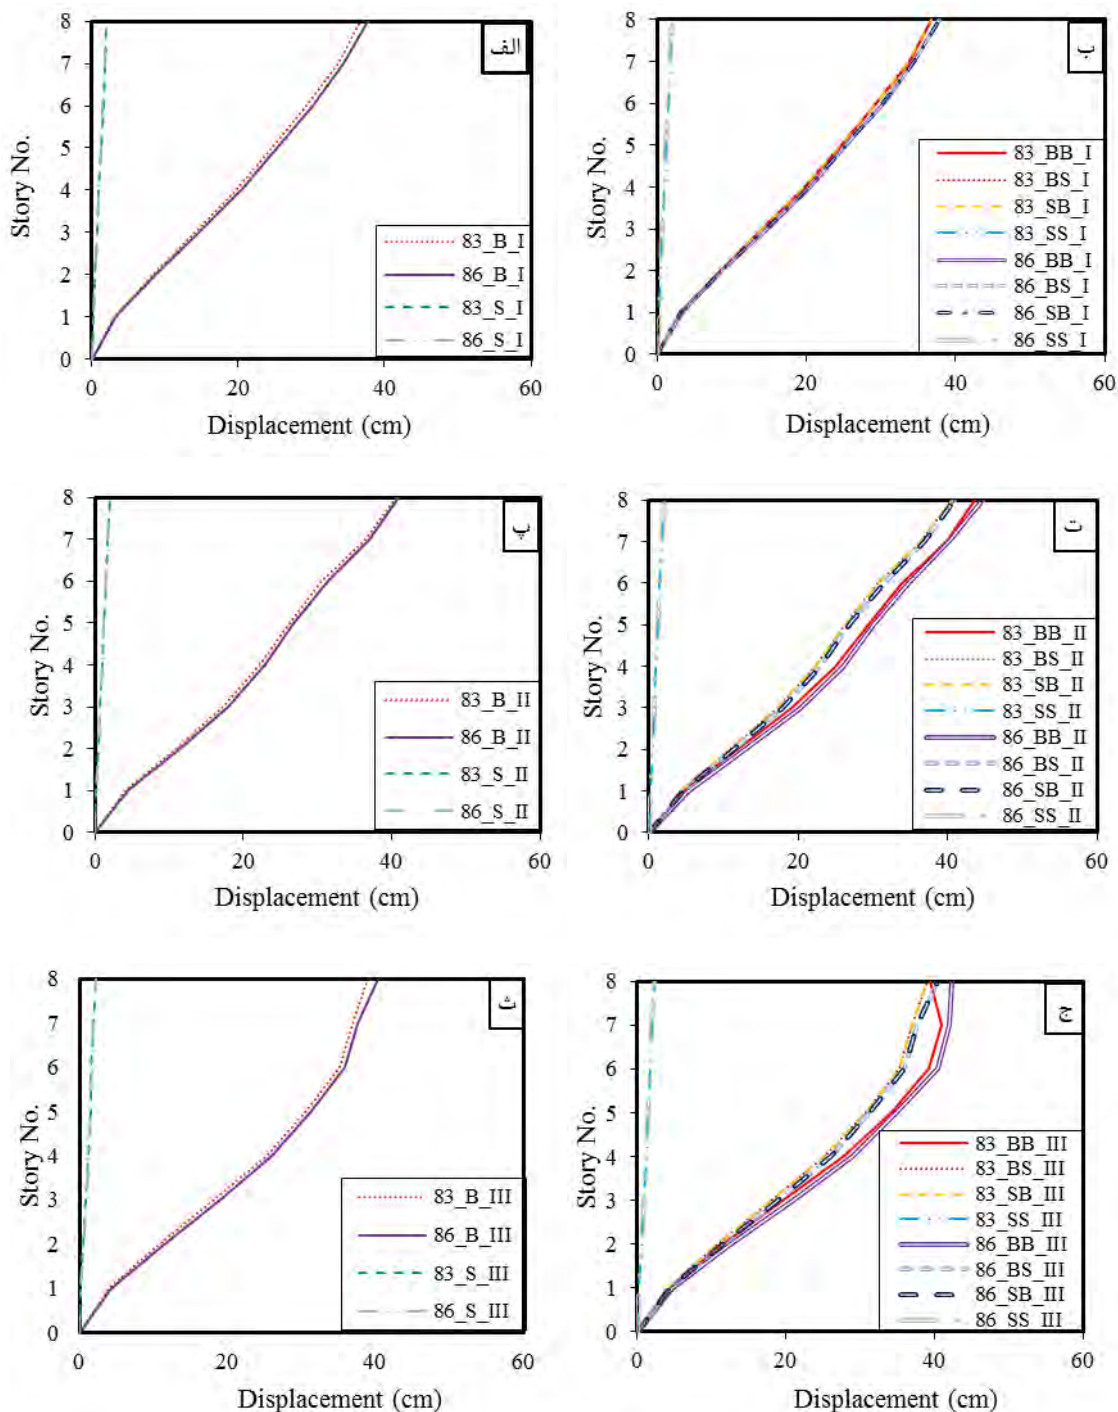 الف
Story No.
8
7
6
5
4
3
2
1
0
83_B_I
86_B_I
83_S_I
86_S_I
0 20 40 60
Displacement (cm)
ب
Story No.
8
7
6
5
4
3
2
1
0
83_BB_I
83_BS_I
83_SB_I
83_SS_I
86_BB_I
86_BS_I
86_SB_I
86_SS_I
0 20 40 60
Displacement (cm)
پ
Story No.
8
7
6
5
4
3
2
1
0
83_B_II
86_B_II
83_S_II
86_S_II
0 20 40 60
Displacement (cm)
ت
Story No.
8
7
6
5
4
3
2
1
0
83_BB_II
83_BS_II
83_SB_II
83_SS_II
86_BB_II
86_BS_II
86_SB_II
86_SS_II
0 20 40 60
Displacement (cm)
ث
Story No.
8
7
6
5
4
3
2
1
0
83_B_III
86_B_III
83_S_III
86_S_III
0 20 40 60
Displacement (cm)
ج
Story No.
8
7
6
5
4
3
2
1
0
83_BB_III
83_BS_III
83_SB_III
83_SS_III
86_BB_III
86_BS_III
86_SB_III
86_SS_III
0 20 40 60
Displacement (cm)